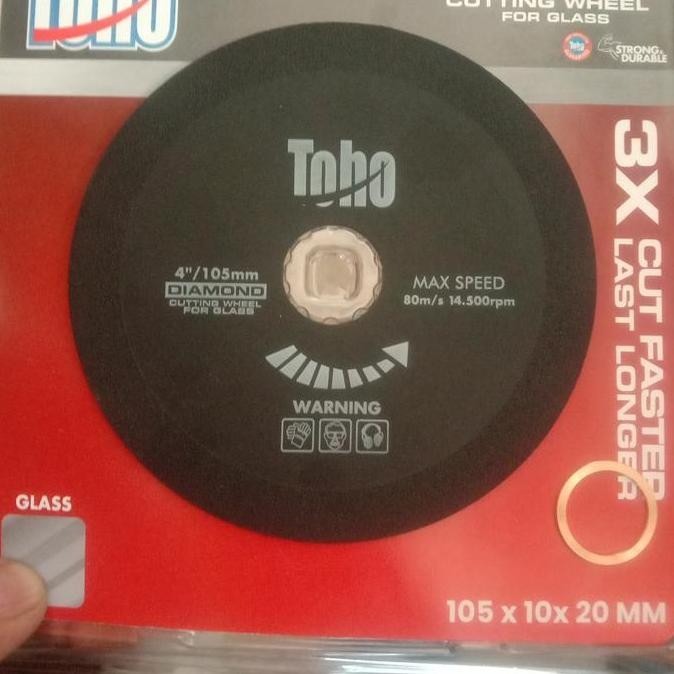 Toho
CUTTING WHEEL
FOR GLASS
STRONG &
DURABLE
3X CUT FASTER
LAST LONGER
Toho
4"/105mm
DIAMOND
CUTTING WHEEL
FOR GLASS
MAX SPEED
80m/s 14.500rpm
WARNING
GLASS
105 x 10x 20 MM